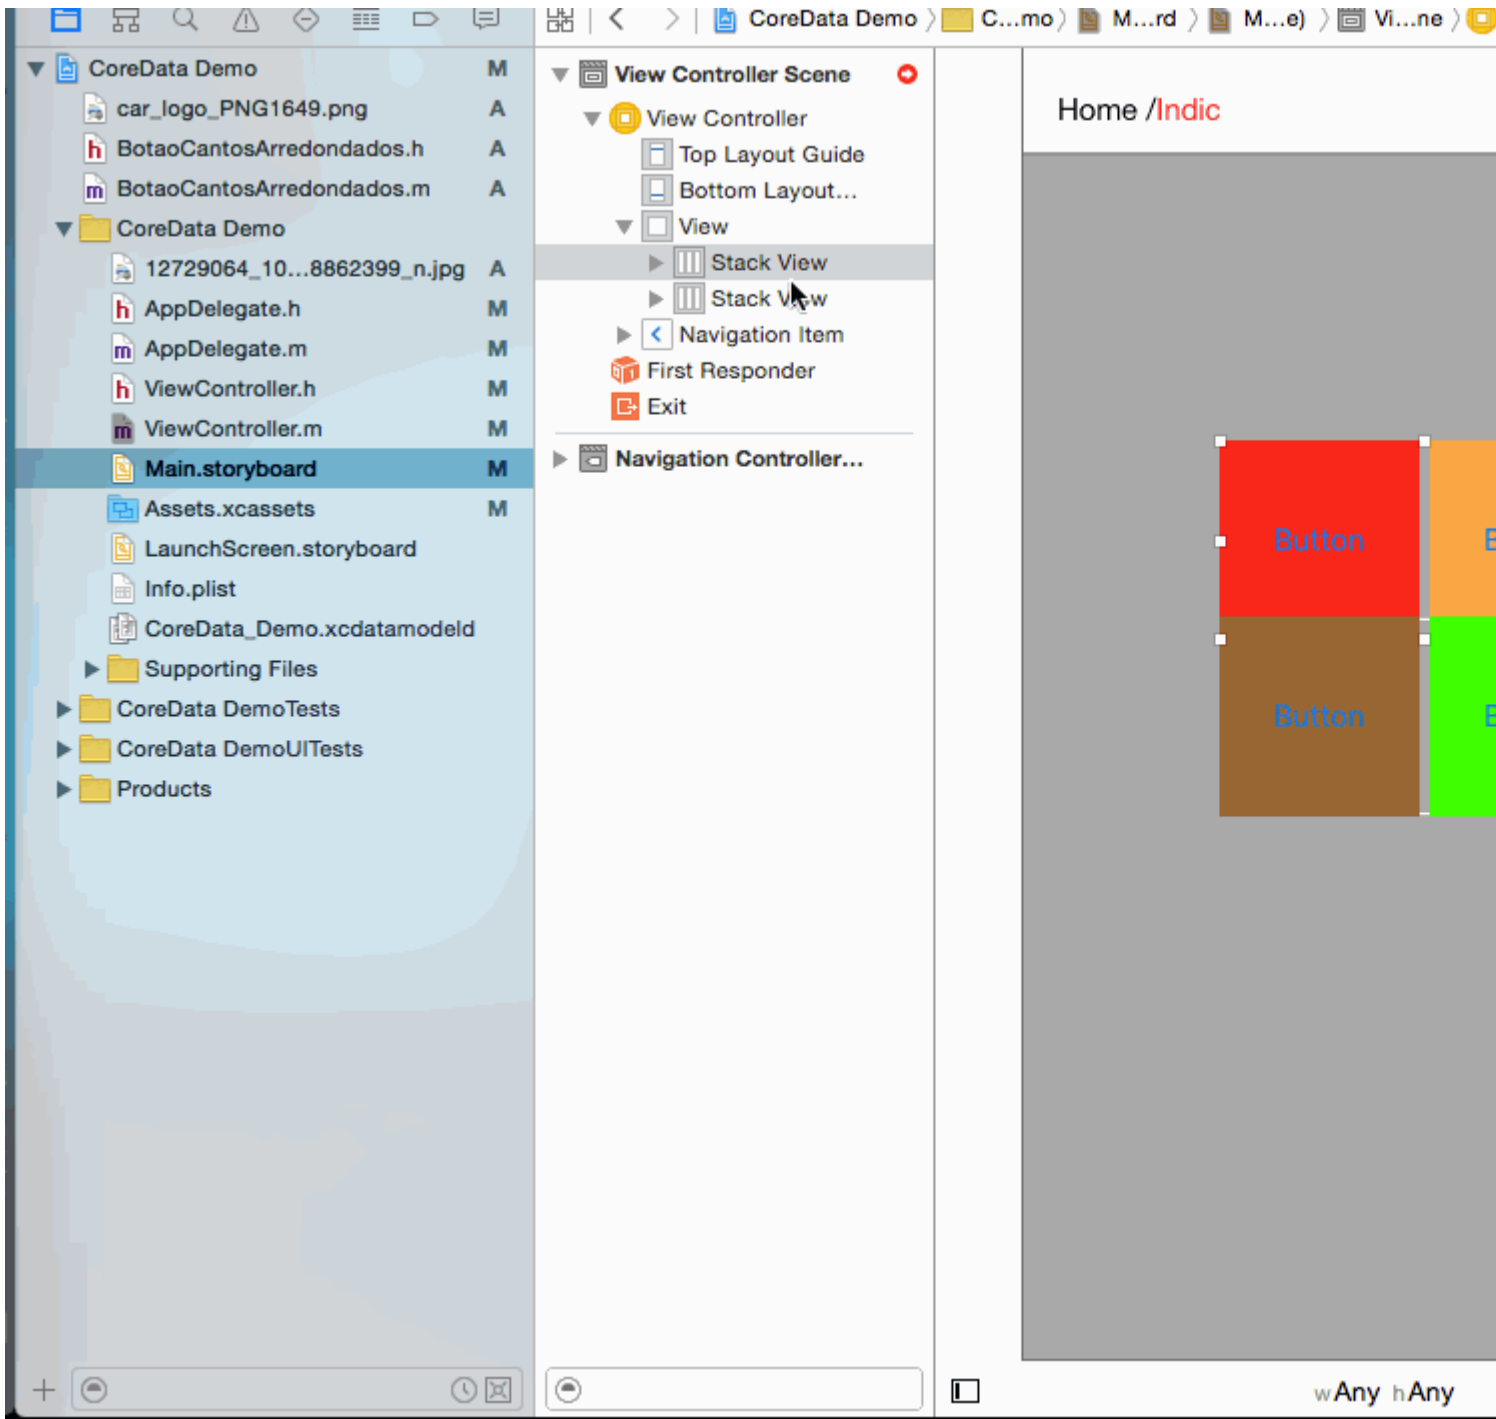 CoreData Demo C...mo M...rd M...e) Vi...ne
CoreData Demo M
car_logo_PNG1649.png A
BotaoCantosArredondados.h A
BotaoCantosArredondados.m A
CoreData Demo
12729064_10...8862399_n.jpg A
AppDelegate.h M
AppDelegate.m M
ViewController.h M
ViewController.m M
Main.storyboard M
Assets.xcassets M
LaunchScreen.storyboard
Info.plist
CoreData_Demo.xcdatamodeld
Supporting Files
CoreData DemoTests
CoreData DemoUITests
Products
View Controller Scene
View Controller
Top Layout Guide
Bottom Layout...
View
Stack View
Stack View
Navigation Item
First Responder
Exit
Navigation Controller...
Home /Indic
Button B
Button B
wAny hAny